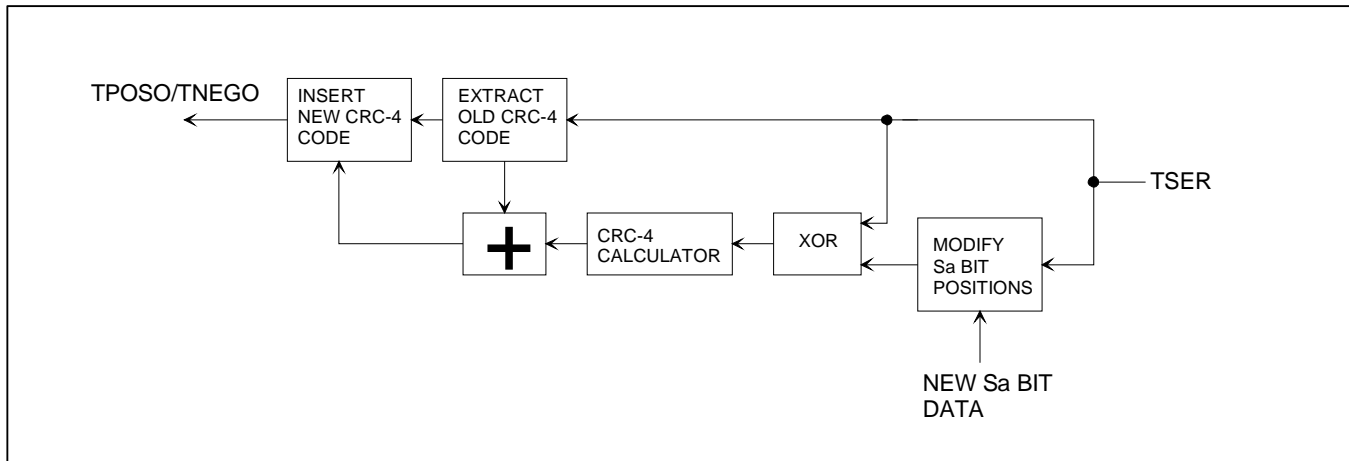 TPOSO/TNEGO
INSERT
NEW CRC-4
CODE
EXTRACT
OLD CRC-4
CODE
TSER
+
CRC-4
CALCULATOR
XOR
MODIFY
Sa BIT
POSITIONS
NEW Sa BIT
DATA